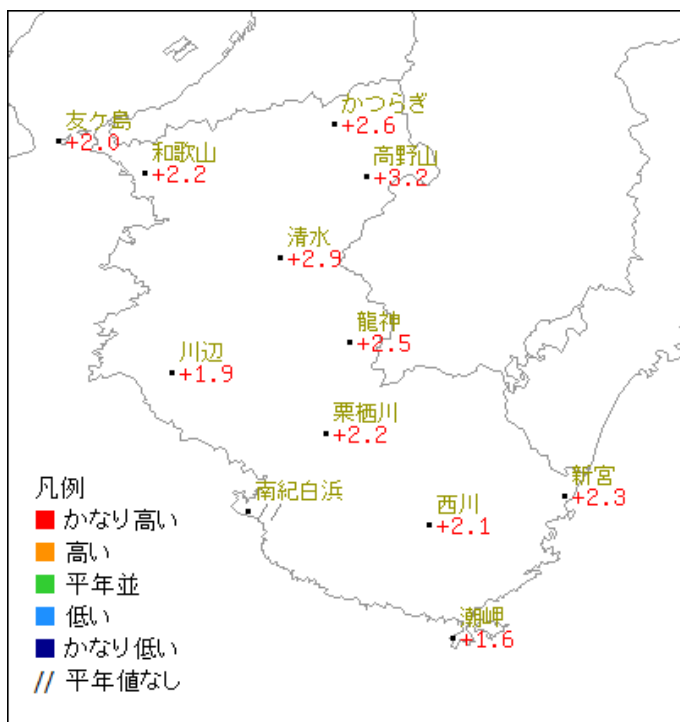 かつらぎ
+2.6
友ケ島
+2.0
和歌山
+2.2
高野山
+3.2
清水
+2.9
龍神
+2.5
川辺
+1.9
栗栖川
+2.2
南紀白浜
//
西川
+2.1
新宮
+2.3
潮岬
+1.6
凡例
かなり高い
高い
平年並
低い
かなり低い
// 平年値なし